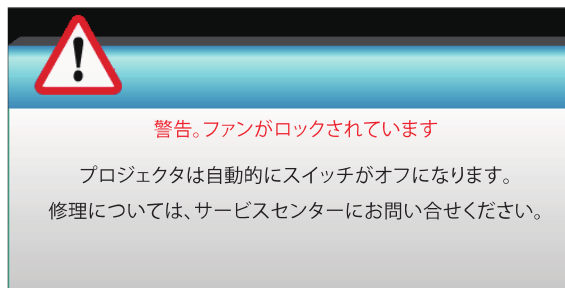 警告。ファンがロックされています
プロジェクタは自動的にスイッチがオフになります。
修理については、サービスセンターにお問い合せください。